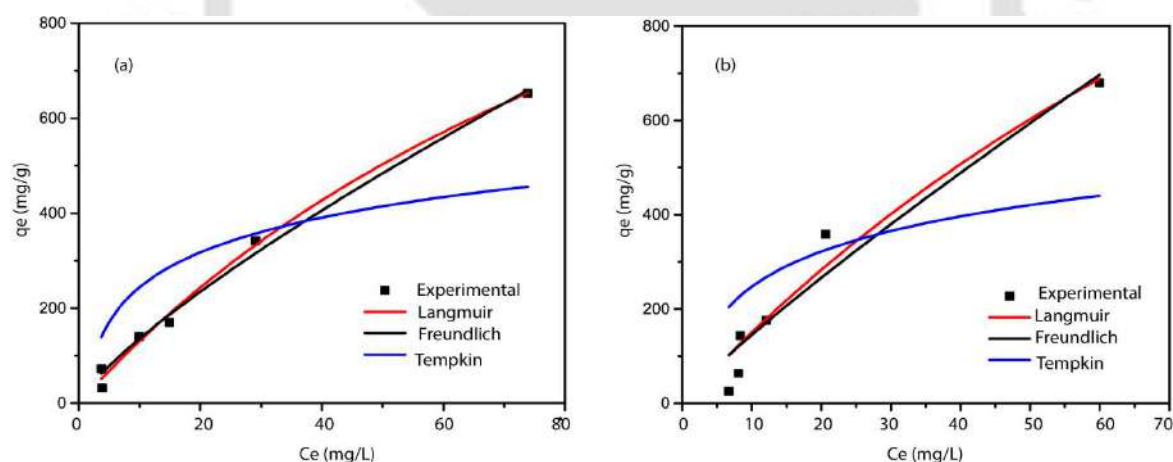 (a)
qe (mg/g)
800
600
400
200
0
0
20
40
60
80
Ce (mg/L)
Experimental
Langmuir
Freundlich
Tempkin
(b)
qe (mg/g)
800
600
400
200
0
0
10
20
30
40
50
60
70
Ce (mg/L)
Experimental
Langmuir
Freundlich
Tempkin